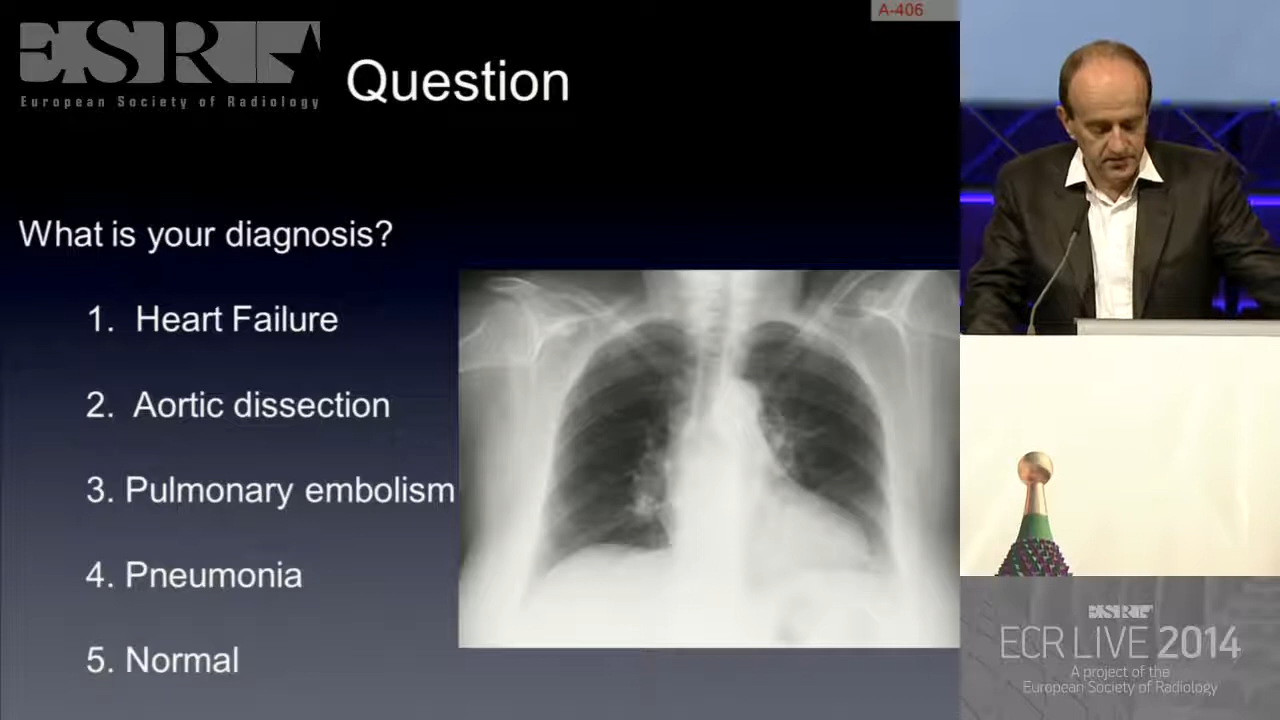 A-406
ESR
European Society of Radiology
Question
What is your diagnosis?
1. Heart Failure
2. Aortic dissection
3. Pulmonary embolism
4. Pneumonia
5. Normal
ESR
ECR LIVE 2014
A project of the
European Society of Radiology